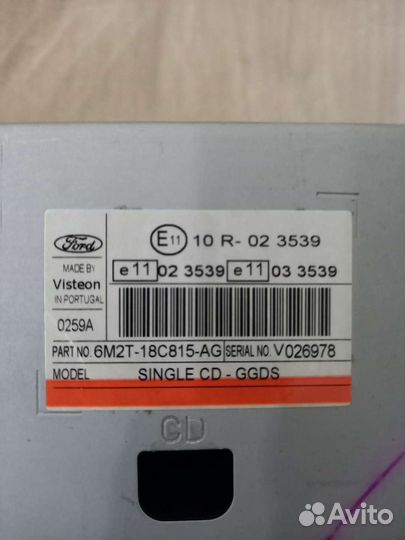 Ford
E11 10 R- 02 3539
MADE BY
Visteon
IN PORTUGAL
e11 02 3539 e11 03 3539
0259A
PART NO. 6M2T-18C815-AG SERIAL NO. V026978
MODEL SINGLE CD - GGDS
CD
Avito